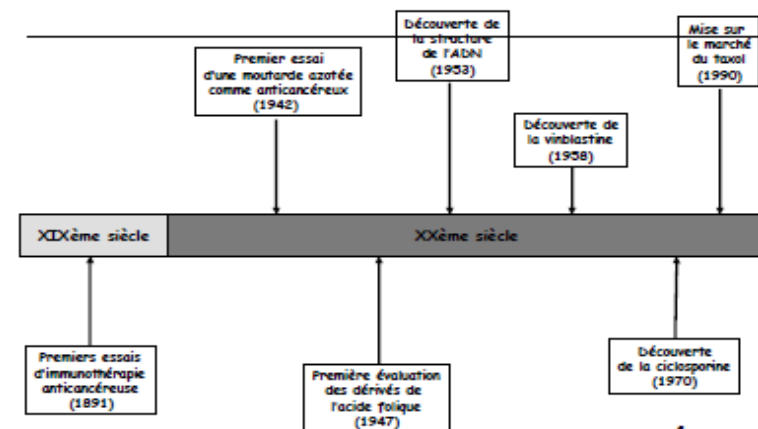 Découverte de
la structure
de l'ADN
(1953)
Mise sur
le marché
du taxol
(1990)
Premier essai
d'une moutarde azotée
comme anticancéreux
(1942)
Découverte de
la vinblastine
(1958)
XIXème siècle
XXème siècle
Premiers essais
d'immunothérapie
anticancéreuse
(1891)
Première évaluation
des dérivés de
l'acide folique
(1947)
Découverte
de la ciclosporine
(1970)